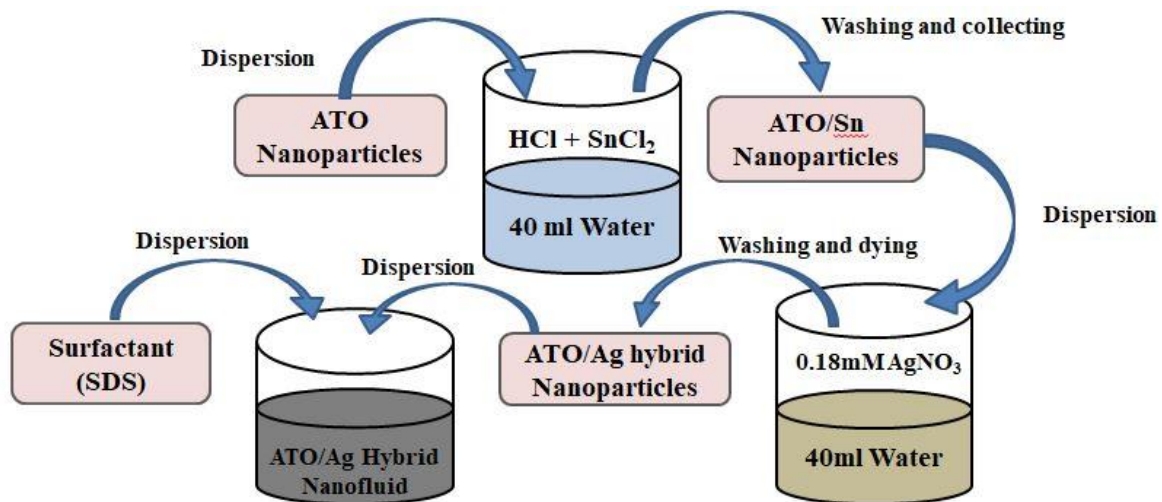 Dispersion
Washing and collecting
ATO
Nanoparticles
HCl + SnCl₂
40 ml Water
ATO/Sn
Nanoparticles
Dispersion
Dispersion
Dispersion
Washing and dying
Surfactant
(SDS)
ATO/Ag Hybrid
Nanofluid
ATO/Ag hybrid
Nanoparticles
0.18mMAgNO₃
40ml Water